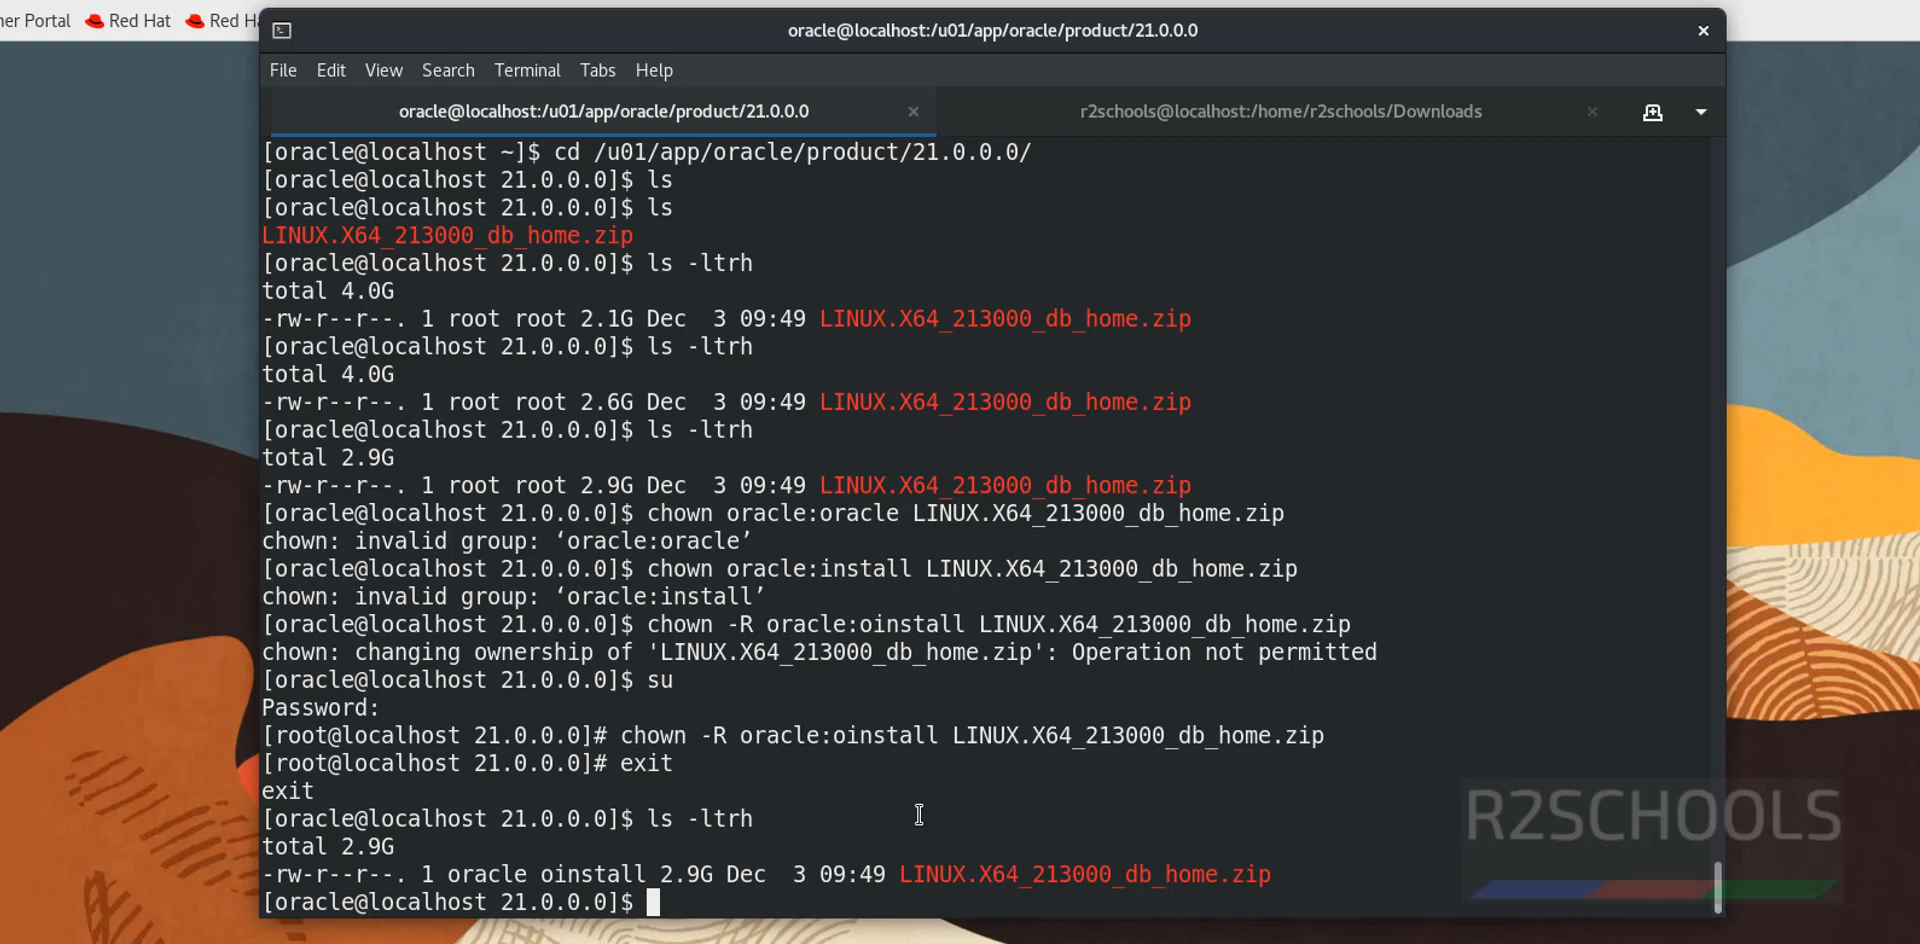 ner Portal Red Hat Red Ha
oracle@localhost:/u01/app/oracle/product/21.0.0.0
File Edit View Search Terminal Tabs Help
oracle@localhost:/u01/app/oracle/product/21.0.0.0 r2schools@localhost:/home/r2schools/Downloads
[oracle@localhost ~]$ cd /u01/app/oracle/product/21.0.0.0/
[oracle@localhost 21.0.0.0]$ ls
[oracle@localhost 21.0.0.0]$ ls
LINUX.X64_213000_db_home.zip
[oracle@localhost 21.0.0.0]$ ls -ltrh
total 4.0G
-rw-r--r--. 1 root root 2.1G Dec  3 09:49 LINUX.X64_213000_db_home.zip
[oracle@localhost 21.0.0.0]$ ls -ltrh
total 4.0G
-rw-r--r--. 1 root root 2.6G Dec  3 09:49 LINUX.X64_213000_db_home.zip
[oracle@localhost 21.0.0.0]$ ls -ltrh
total 2.9G
-rw-r--r--. 1 root root 2.9G Dec  3 09:49 LINUX.X64_213000_db_home.zip
[oracle@localhost 21.0.0.0]$ chown oracle:oracle LINUX.X64_213000_db_home.zip
chown: invalid group: ‘oracle:oracle’
[oracle@localhost 21.0.0.0]$ chown oracle:install LINUX.X64_213000_db_home.zip
chown: invalid group: ‘oracle:install’
[oracle@localhost 21.0.0.0]$ chown -R oracle:oinstall LINUX.X64_213000_db_home.zip
chown: changing ownership of 'LINUX.X64_213000_db_home.zip': Operation not permitted
[oracle@localhost 21.0.0.0]$ su
Password:
[root@localhost 21.0.0.0]# chown -R oracle:oinstall LINUX.X64_213000_db_home.zip
[root@localhost 21.0.0.0]# exit
exit
[oracle@localhost 21.0.0.0]$ ls -ltrh
total 2.9G
-rw-r--r--. 1 oracle oinstall 2.9G Dec  3 09:49 LINUX.X64_213000_db_home.zip
[oracle@localhost 21.0.0.0]$
R2SCHOOLS